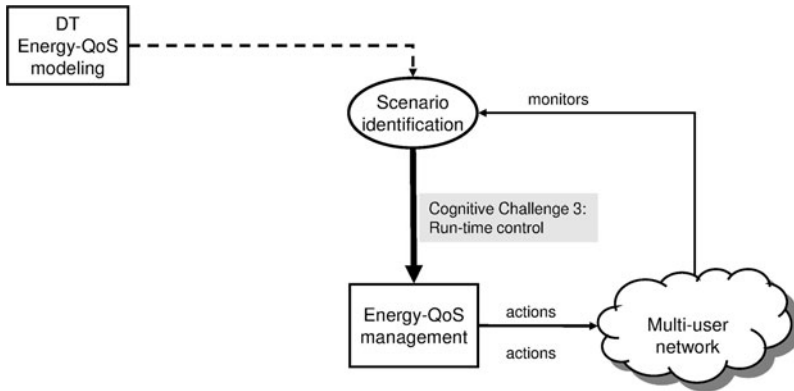 DT
Energy-QoS
modeling
Scenario
identification
monitors
Cognitive Challenge 3:
Run-time control
Energy-QoS
management
actions
actions
Multi-user
network